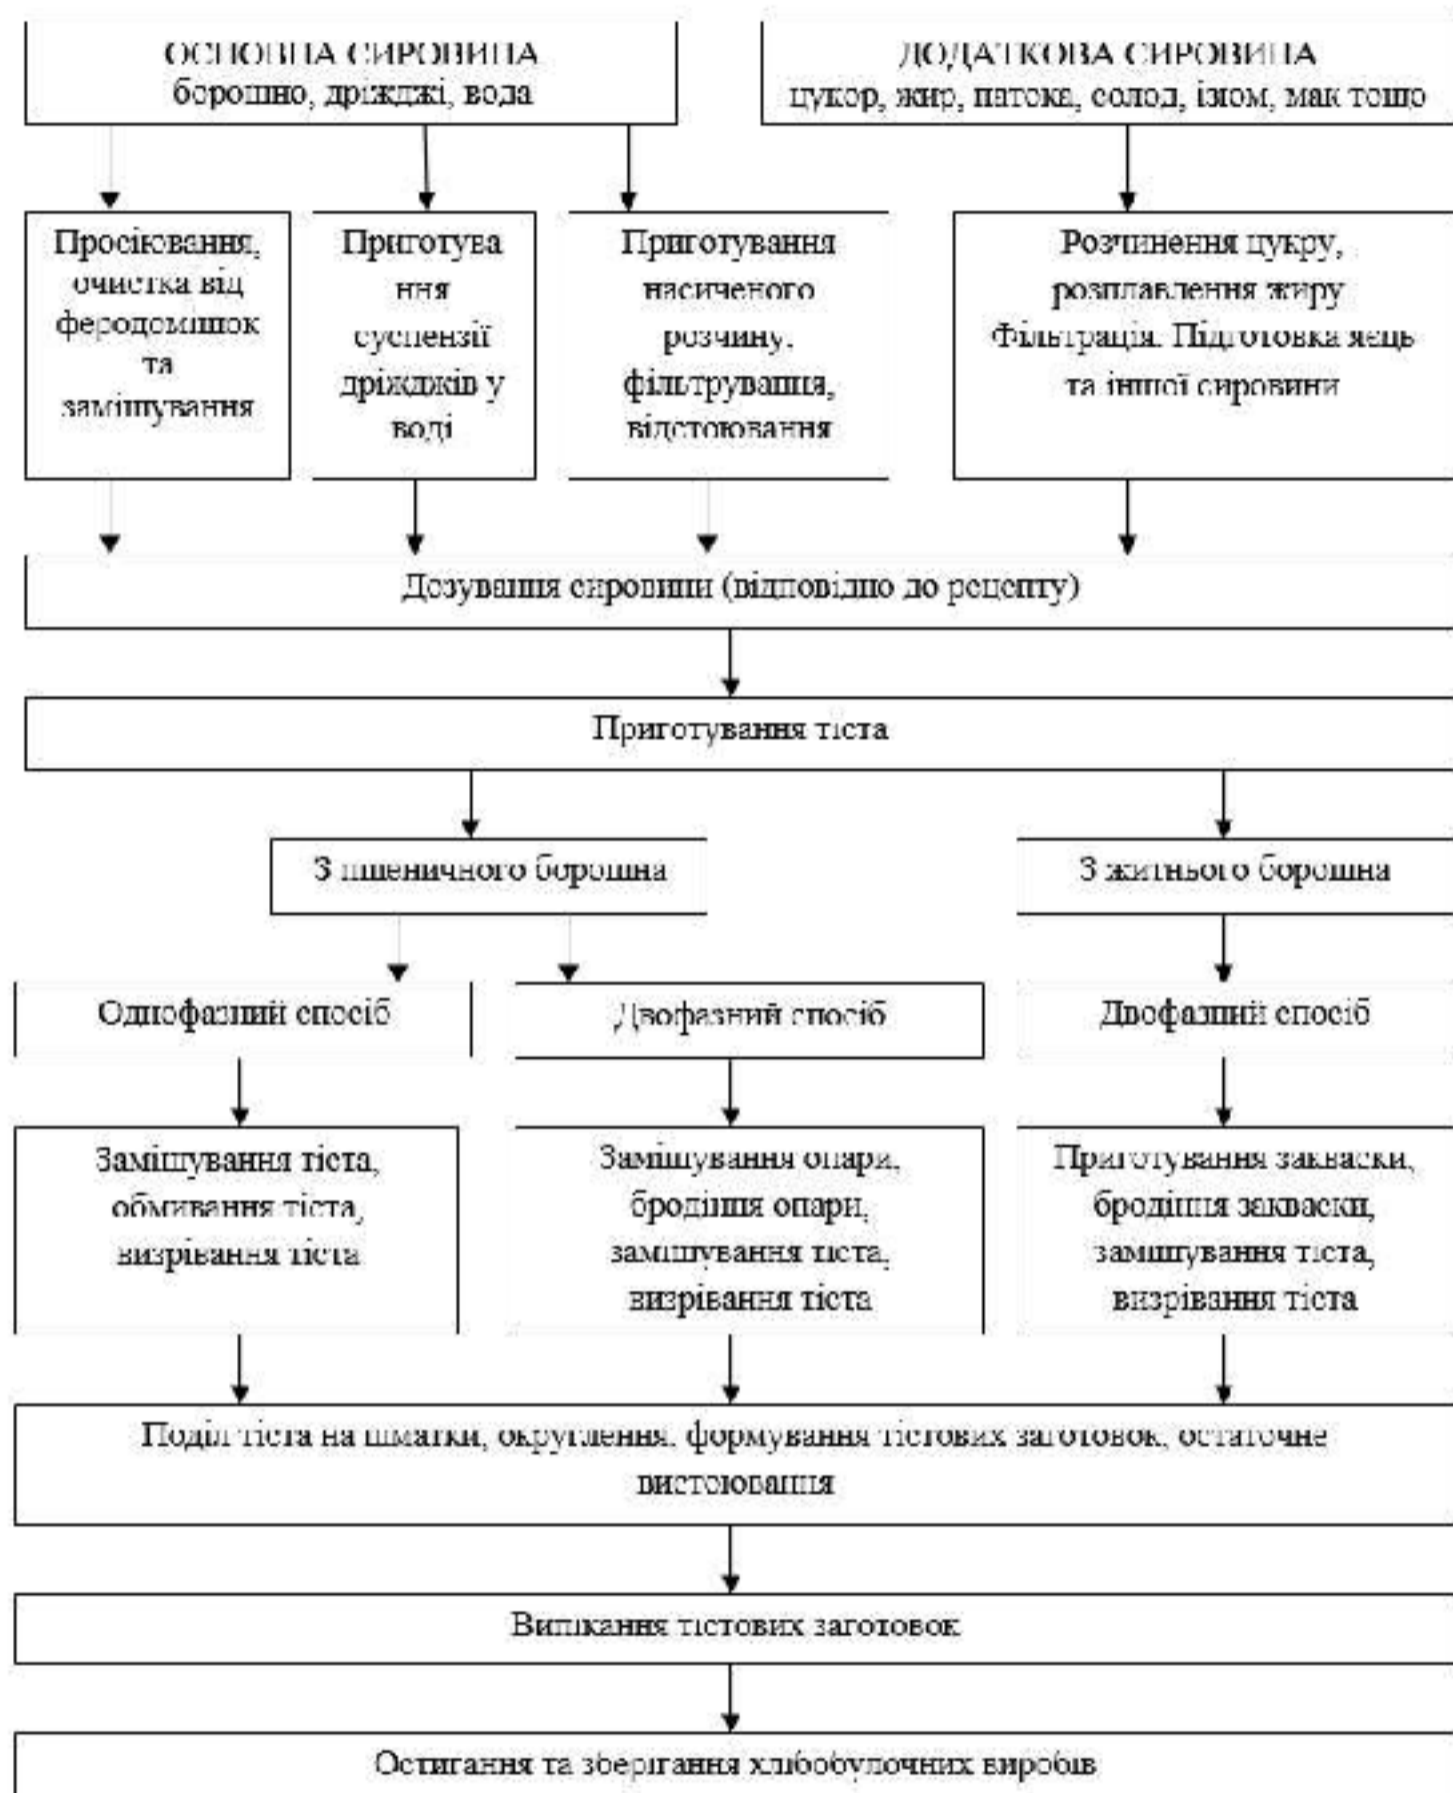 ОСНОВНА СИРОВИНА
борошно, дріжджі, вода
ДОДАТКОВА СИРОВИНА
цукор, жир, патока, солод, ізюм, мак тощо
Просіювання,
очистка від
феродомішок
та
замішування
Приготува
ння
суспензії
дріжджів у
воді
Приготування
насиченого
розчину,
фільтрування,
відстоювання
Розчинення цукру,
розплавлення жиру
Фільтрація. Підготовка яєць
та іншої сировини
Дозування сировини (відповідно до рецепту)
Приготування тіста
З пшеничного борошна
З житнього борошна
Однофазний спосіб
Двофазний спосіб
Двофазний спосіб
Замішування тіста,
обмивання тіста,
визрівання тіста
Замішування опари,
бродіння опари,
замішування тіста,
визрівання тіста
Приготування закваски,
бродіння закваски,
замішування тіста,
визрівання тіста
Поділ тіста на шматки, округлення, формування тістових заготовок, остаточне
вистоювання
Випікання тістових заготовок
Остигання та зберігання хлібобулочних виробів